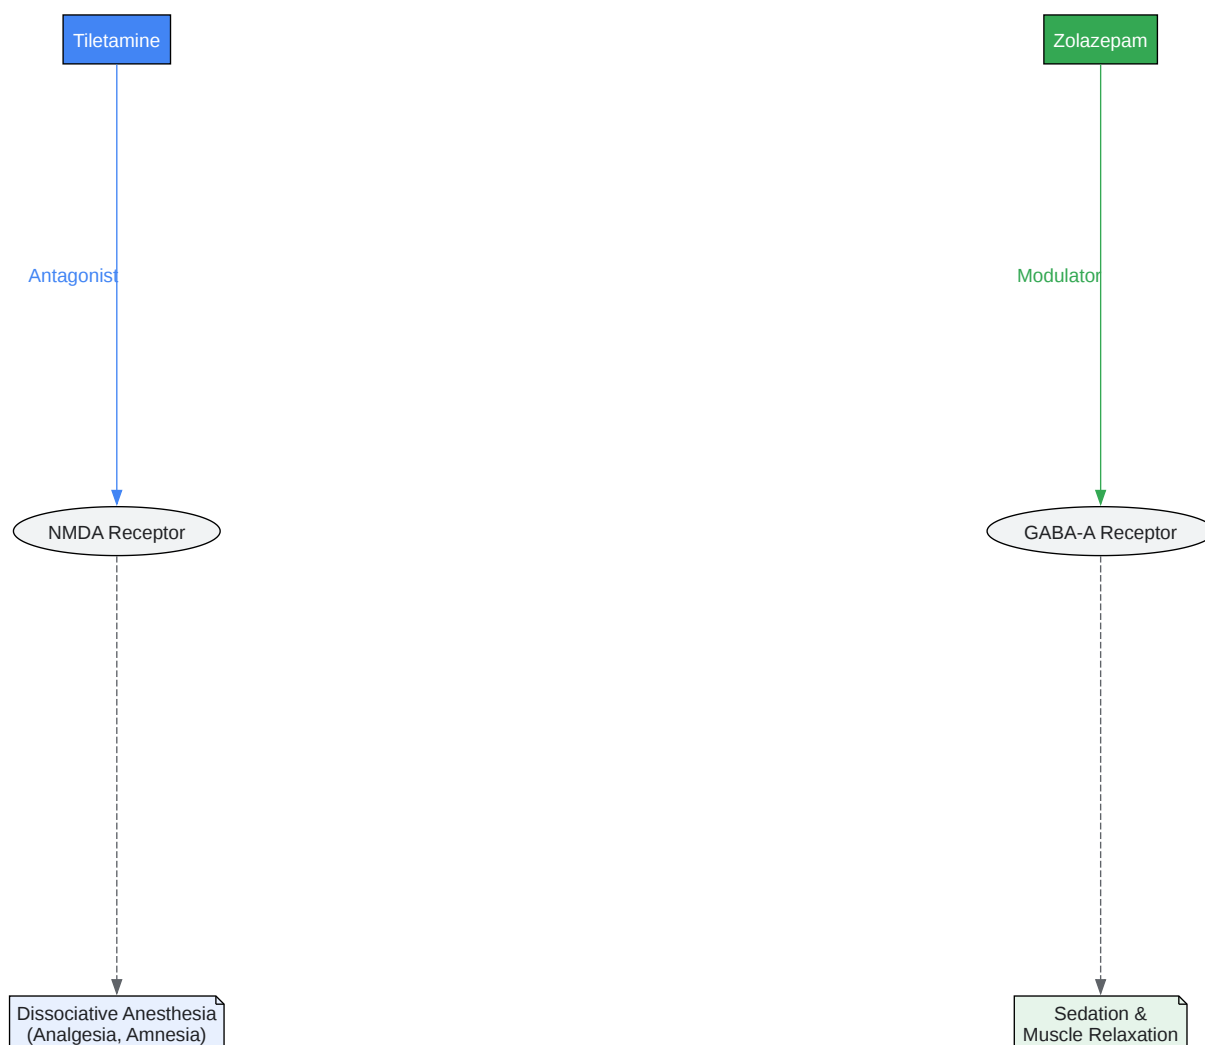 Tiletamine
Zolazepam
Antagonist
Modulator
NMDA Receptor
GABA-A Receptor
Dissociative Anesthesia
(Analgesia, Amnesia)
Sedation &
Muscle Relaxation